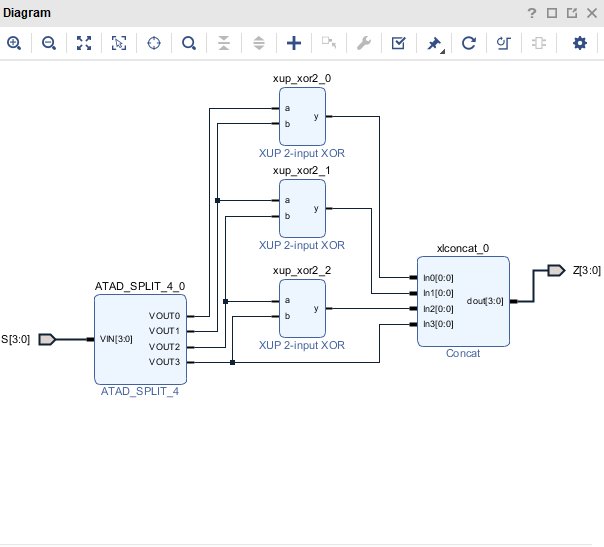 Diagram
xup_xor2_0
a
b
y
XUP 2-input XOR
xup_xor2_1
a
b
y
XUP 2-input XOR
xup_xor2_2
a
b
y
XUP 2-input XOR
xlconcat_0
In0[0:0]
In1[0:0]
In2[0:0]
In3[0:0]
dout[3:0]
Concat
Z[3:0]
ATAD_SPLIT_4_0
S[3:0]
VIN[3:0]
VOUT0
VOUT1
VOUT2
VOUT3
ATAD_SPLIT_4